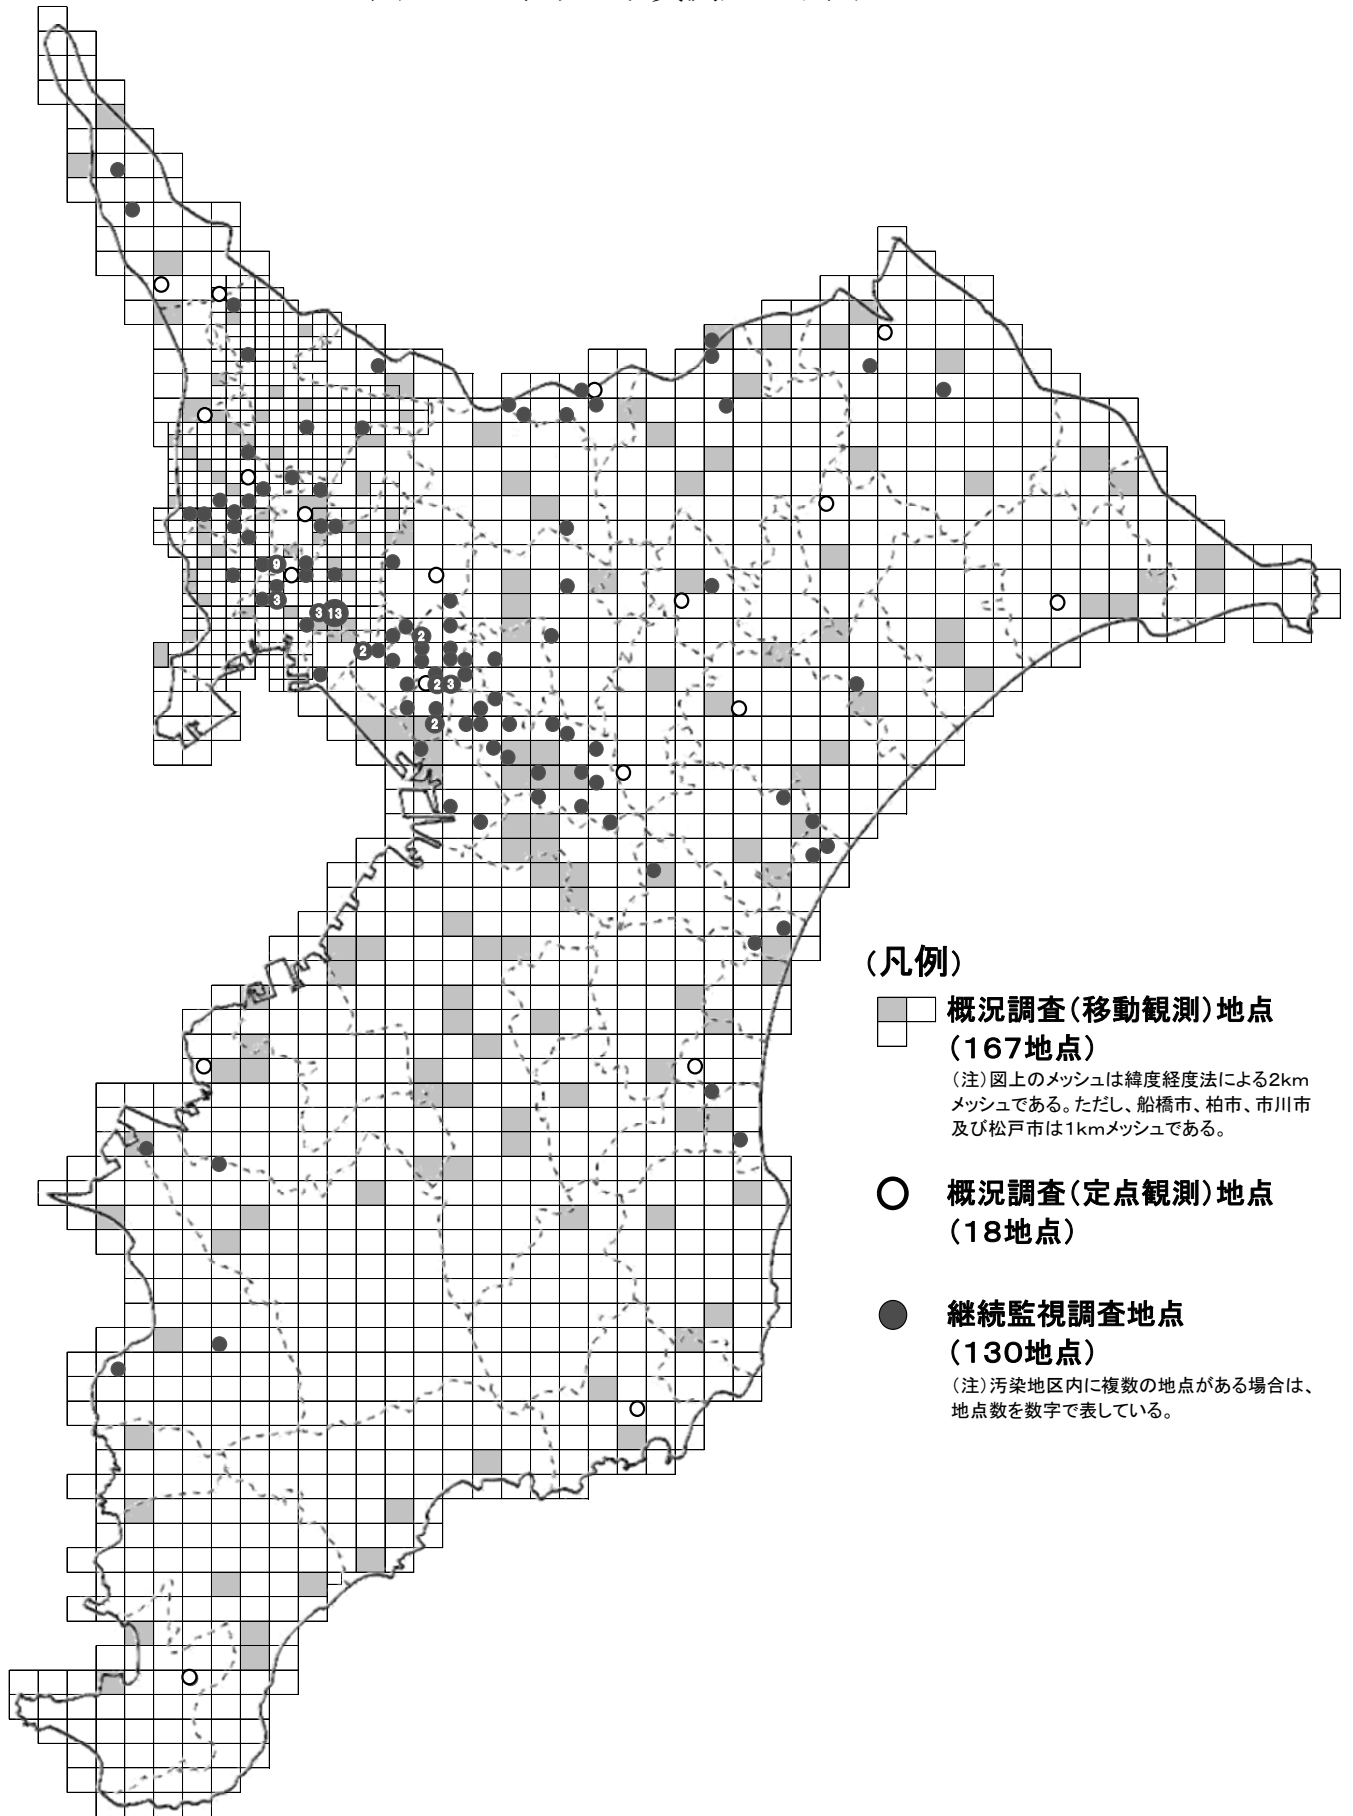 9
3
3 13
2
2
2 3
2
（凡例）
概況調査（移動観測）地点
（167地点）
（注）図上のメッシュは緯度経度法による2km
メッシュである。ただし、船橋市、柏市、市川市
及び松戸市は1kmメッシュである。
概況調査（定点観測）地点
（18地点）
継続監視調査地点
（130地点）
（注）汚染地区内に複数の地点がある場合は、
地点数を数字で表している。